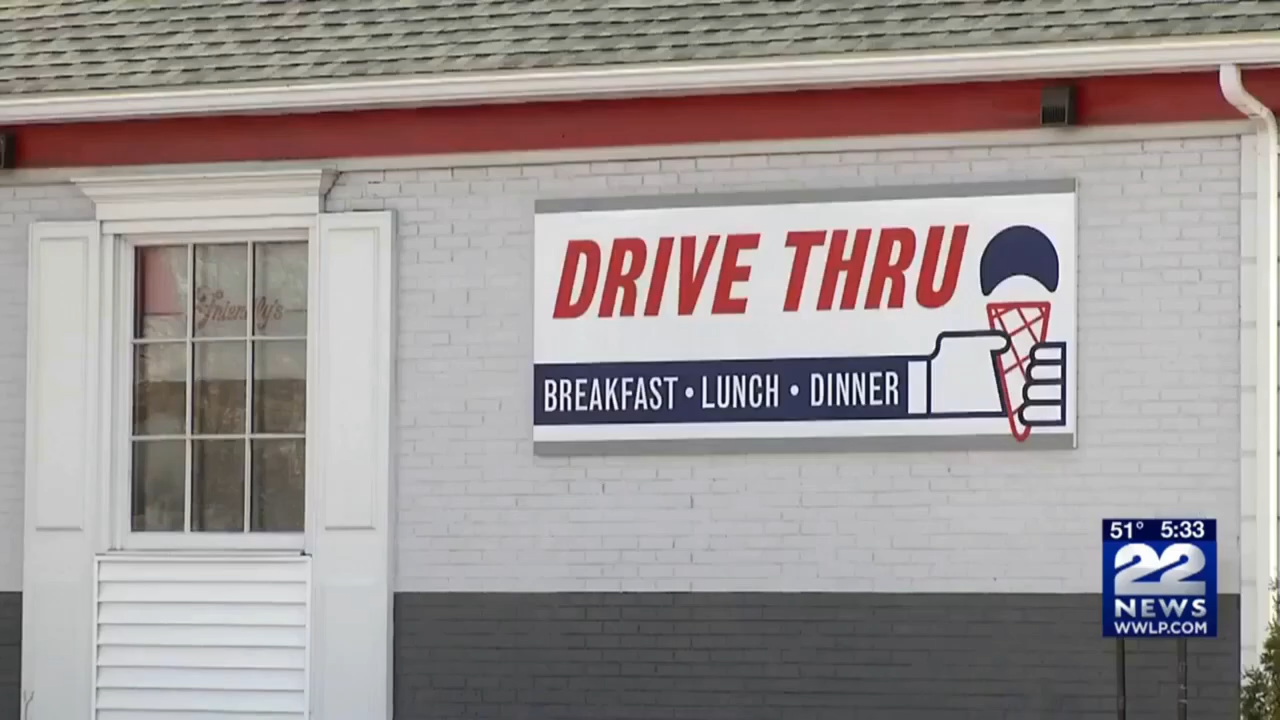 DRIVE THRU
BREAKFAST • LUNCH • DINNER
Friendly's
51° 5:33
22
NEWS
WWLP.COM